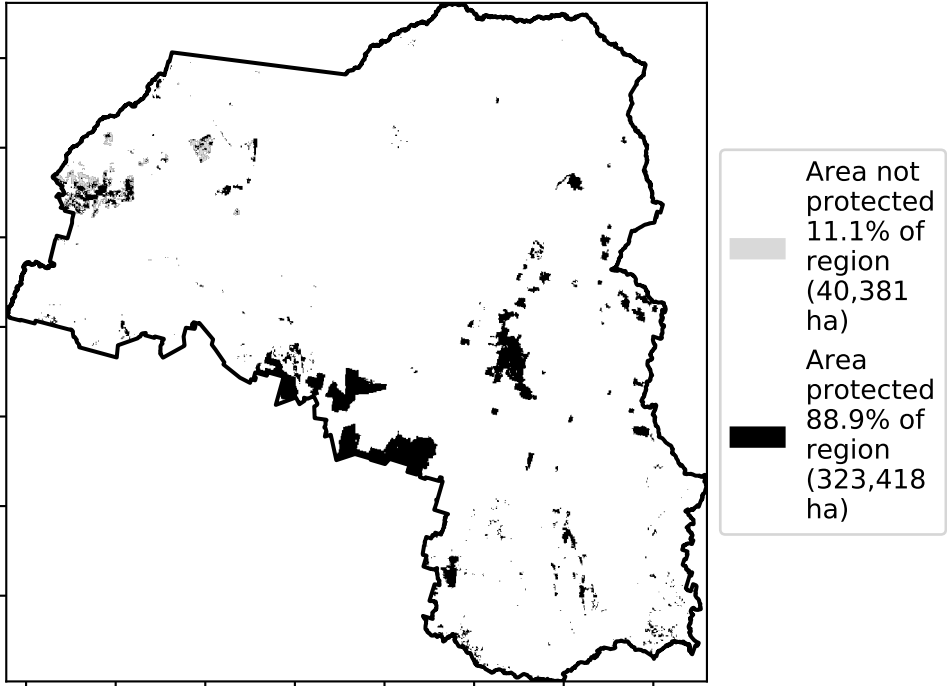 Area not
protected
11.1% of
region
(40,381
ha)
Area
protected
88.9% of
region
(323,418
ha)